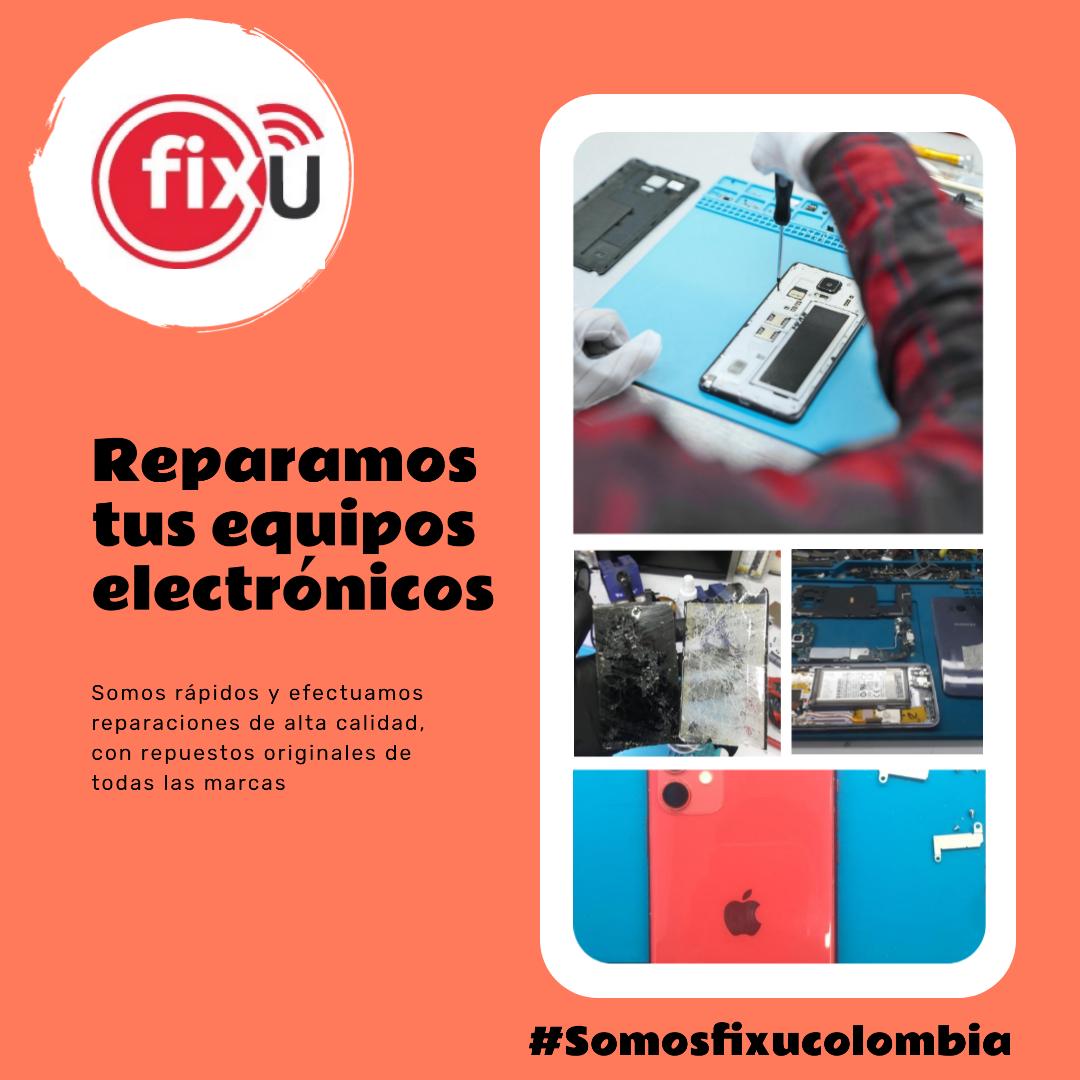 fixu
Reparamos
tus equipos
electrónicos
Somos rápidos y efectuamos
reparaciones de alta calidad,
con repuestos originales de
todas las marcas
SAMSUNG
#Somosfixucolombia